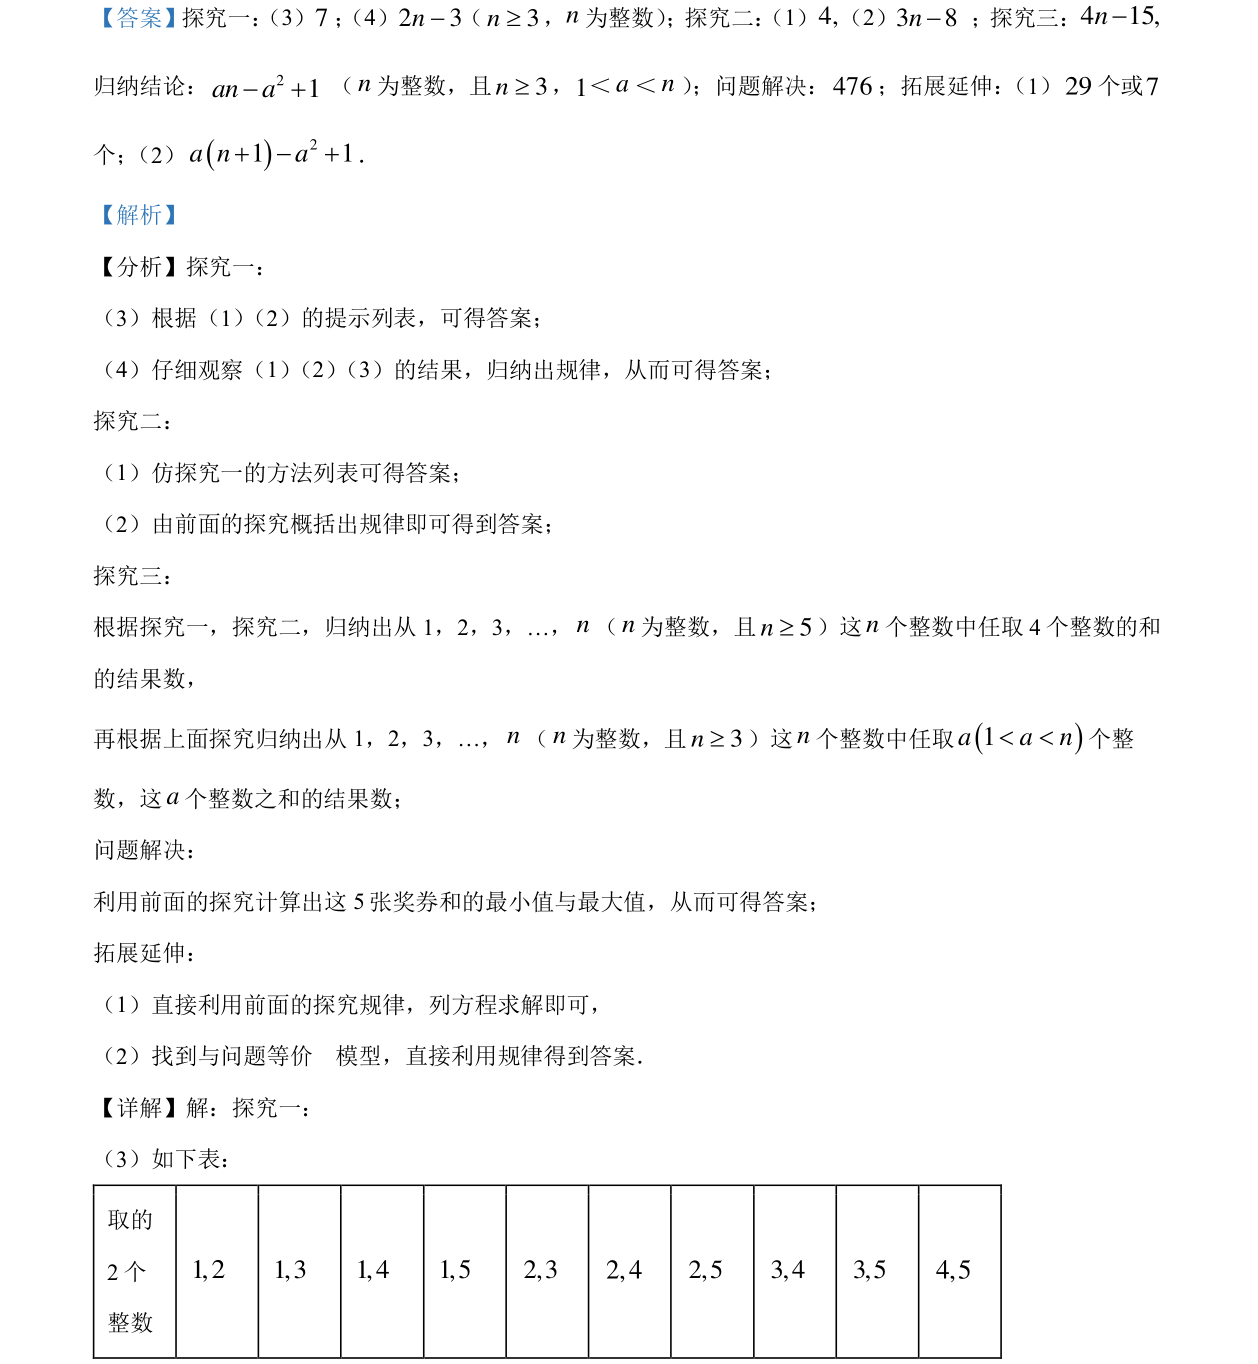 【答案】探究一：（3）7；（4）2n－3（n≥3，n 为整数）；探究二：（1）4，（2）3n－8 ；探究三：4n－15,
归纳结论：an－a²＋1 （n 为整数，且 n≥3，1＜a＜n）；问题解决：476；拓展延伸：（1）29 个或 7
个；（2）a(n＋1)－a²＋1．
【解析】
【分析】探究一：
（3）根据（1）（2）的提示列表，可得答案；
（4）仔细观察（1）（2）（3）的结果，归纳出规律，从而可得答案；
探究二：
（1）仿探究一的方法列表可得答案；
（2）由前面的探究概括出规律即可得到答案；
探究三：
根据探究一，探究二，归纳出从 1，2，3，…，n（n 为整数，且 n≥5）这 n 个整数中任取 4 个整数的和
的结果数，
再根据上面探究归纳出从 1，2，3，…，n（n 为整数，且 n≥3）这 n 个整数中任取 a(1＜a＜n)个整
数，这 a 个整数之和的结果数；
问题解决：
利用前面的探究计算出这 5 张奖券和的最小值与最大值，从而可得答案；
拓展延伸：
（1）直接利用前面的探究规律，列方程求解即可，
（2）找到与问题等价 模型，直接利用规律得到答案．
【详解】解：探究一：
（3）如下表：
取的
2 个 1,2 1,3 1,4 1,5 2,3 2,4 2,5 3,4 3,5 4,5
整数